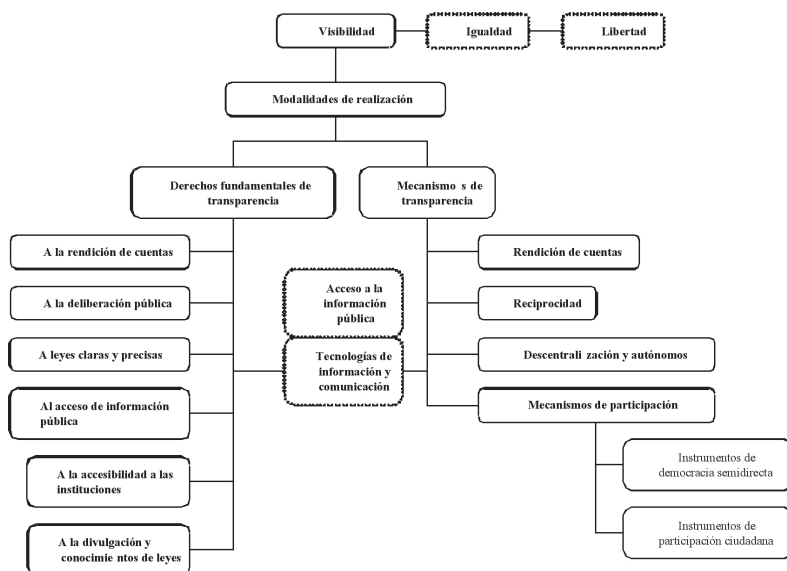 Visibilidad
Igualdad
Libertad
Modalidades de realización
Derechos fundamentales de
transparencia
Mecanismo s de
transparencia
A la rendición de cuentas
A la deliberación pública
A leyes claras y precisas
Al acceso de información
pública
A la accesibilidad a las
instituciones
A la divulgación y
conocimie ntos de leyes
Acceso a la
información
pública
Tecnologías de
información y
comunicación
Rendición de cuentas
Reciprocidad
Descentrali zación y autónomos
Mecanismos de participación
Instrumentos de
democracia semidirecta
Instrumentos de
participación ciudadana